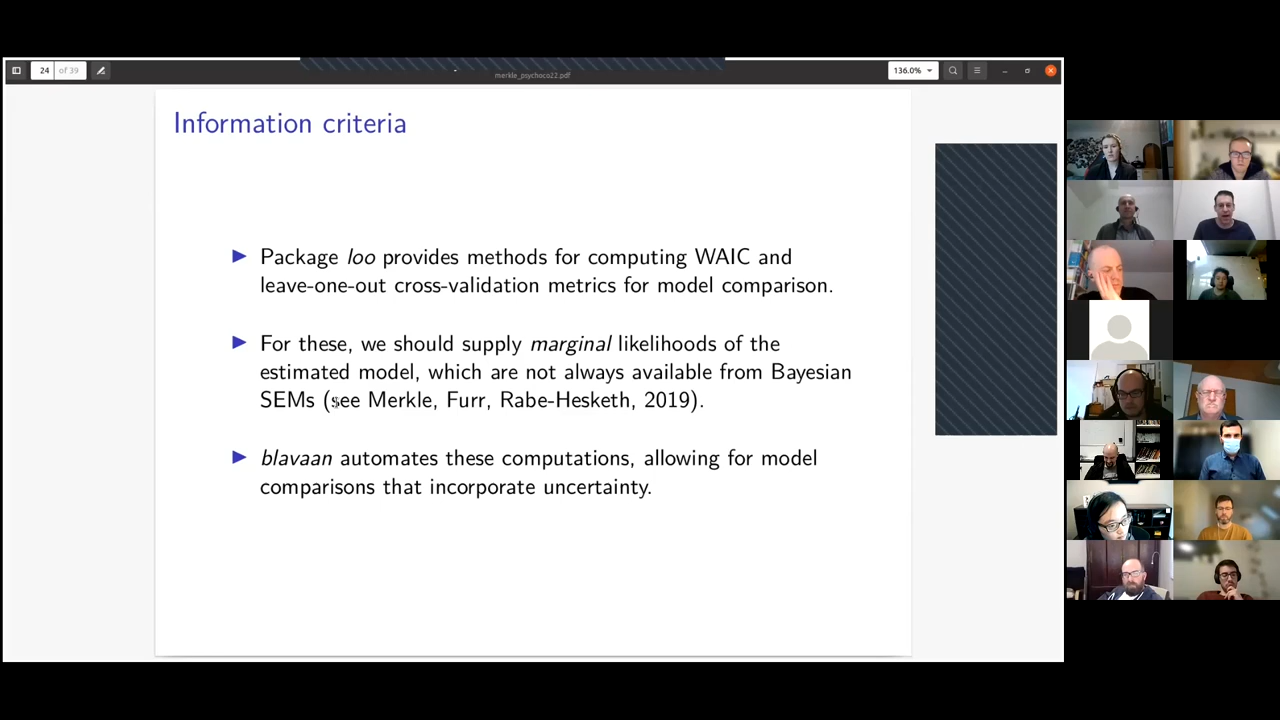 24 of 39
merkle_psychoco22.pdf
136.0%
Information criteria
Package loo provides methods for computing WAIC and
leave-one-out cross-validation metrics for model comparison.
For these, we should supply marginal likelihoods of the
estimated model, which are not always available from Bayesian
SEMs (see Merkle, Furr, Rabe-Hesketh, 2019).
blavaan automates these computations, allowing for model
comparisons that incorporate uncertainty.